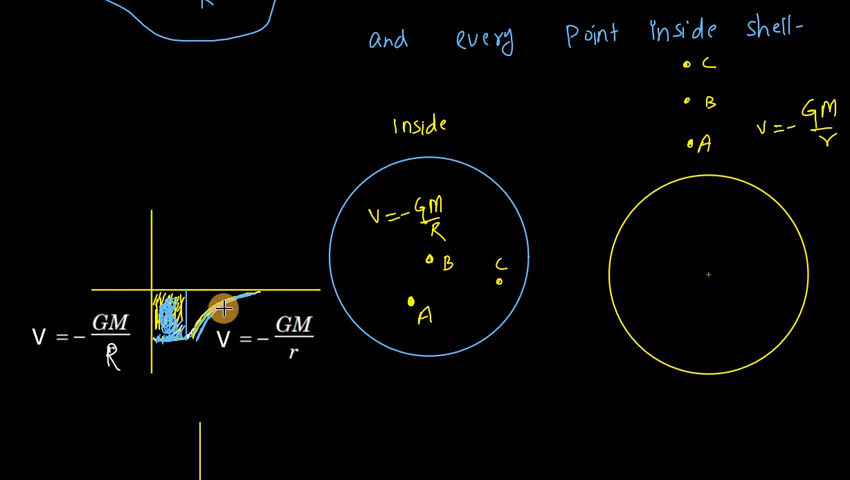 R
and every Point inside shell-
C
B
A
V = - GM/r
Inside
V = - GM/R
B
C
A
V = - GM/R
V = - GM/r